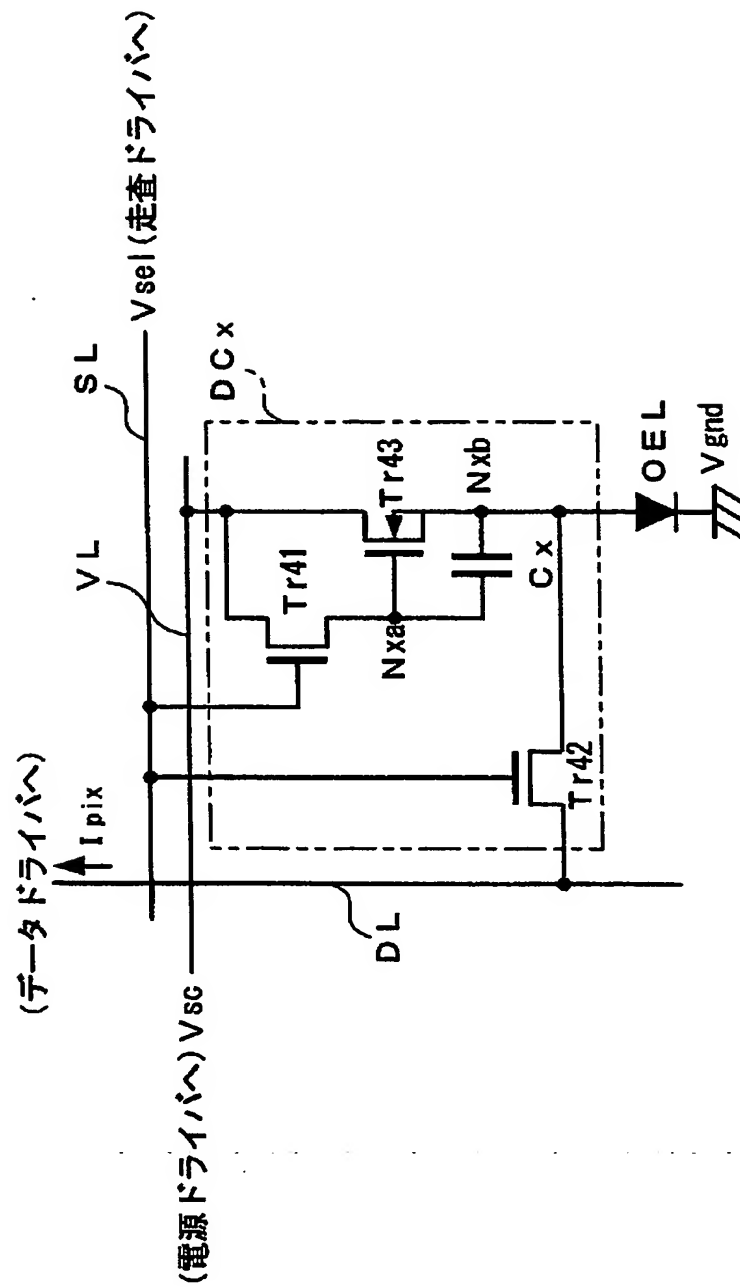 (データドライバへ)
Ipix
SL
VL
Vsel(走査ドライバへ)
(電源ドライバへ)Vsc
DCx
Tr41
Tr43
Nxa
Nxb
Cx
Tr42
DL
OEL
Vgnd